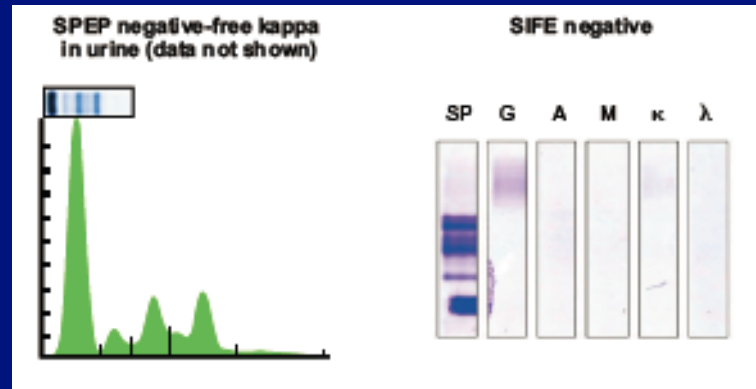 SPEP negative-free kappa
in urine (data not shown)
SIFE negative
SP G A M κ λ